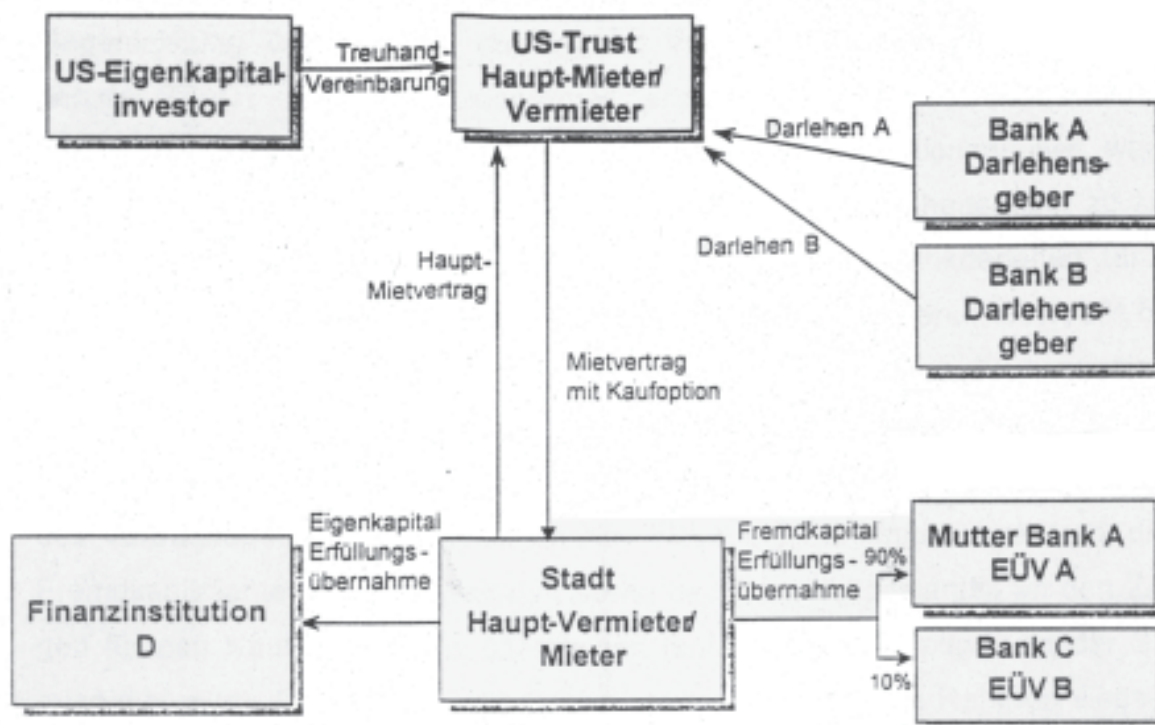 US-Eigenkapital-
investor
Treuhand-
Vereinbarung
US-Trust
Haupt-Mieter/
Vermieter
Darlehen A
Bank A
Darlehens-
geber
Darlehen B
Bank B
Darlehens-
geber
Haupt-
Mietvertrag
Mietvertrag
mit Kaufoption
Finanzinstitution
D
Eigenkapital
Erfüllungs-
übernahme
Stadt
Haupt-Vermieter/
Mieter
Fremdkapital
Erfüllungs-
übernahme
90%
Mutter Bank A
EÜV A
10%
Bank C
EÜV B